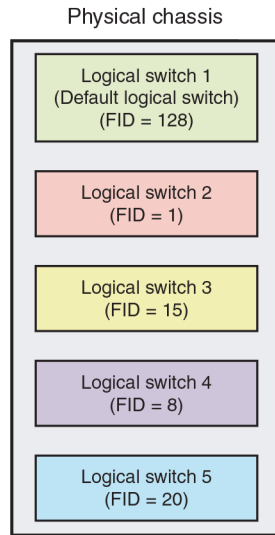 Physical chassis
Logical switch 1
(Default logical switch)
(FID = 128)
Logical switch 2
(FID = 1)
Logical switch 3
(FID = 15)
Logical switch 4
(FID = 8)
Logical switch 5
(FID = 20)